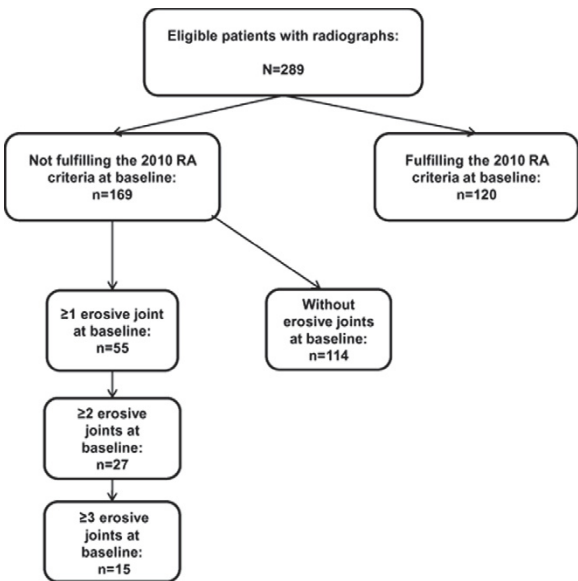 Eligible patients with radiographs:
N=289
Not fulfilling the 2010 RA
criteria at baseline:
n=169
Fulfilling the 2010 RA
criteria at baseline:
n=120
≥1 erosive joint
at baseline:
n=55
Without
erosive joints
at baseline:
n=114
≥2 erosive
joints at
baseline:
n=27
≥3 erosive
joints at
baseline:
n=15